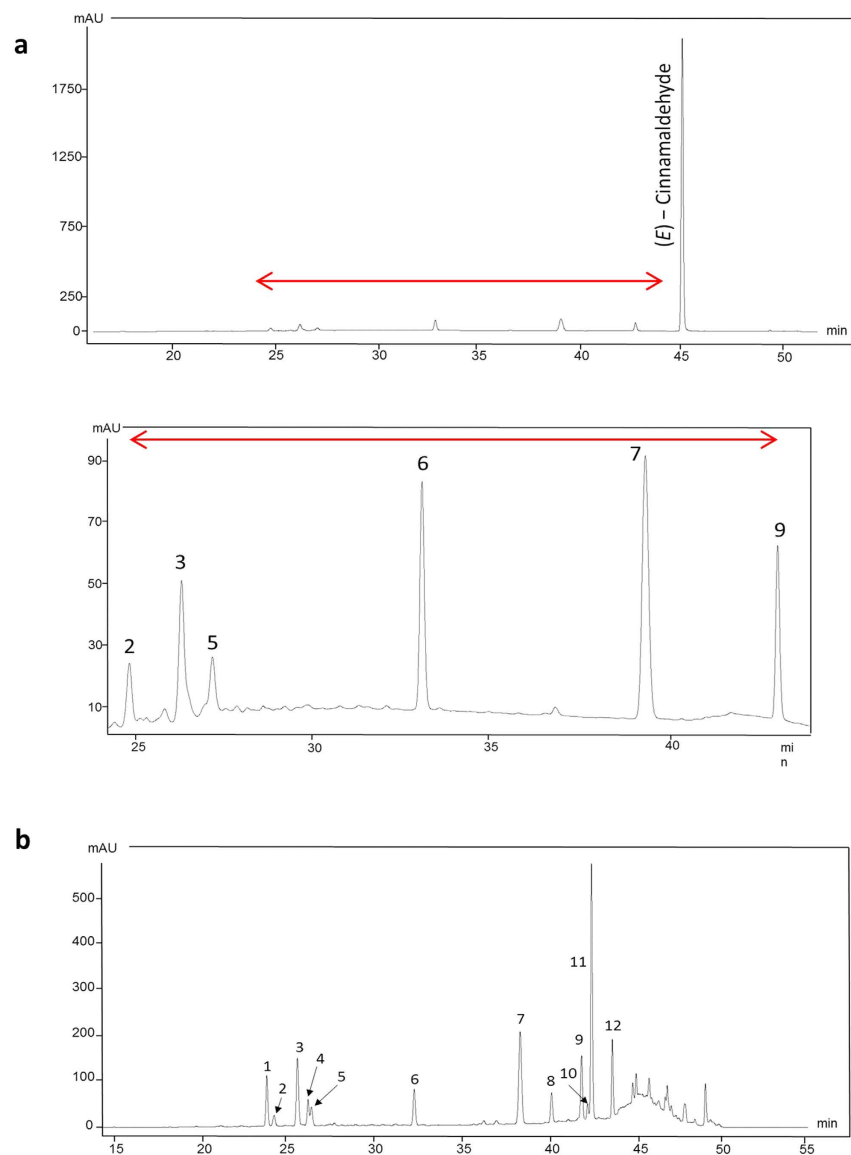 mAU
a
1750
1250
750
250
0
(E) – Cinnamaldehyde
min
20 25 30 35 40 45 50
mAU
90
70
50
30
10
2 3 5 6 7 9
25 30 35 40 mi
n
b
mAU
500
400
300
200
100
0
1 2 3 4 5 6 7 8 9 10 11 12
min
15 20 25 30 35 40 45 50 55